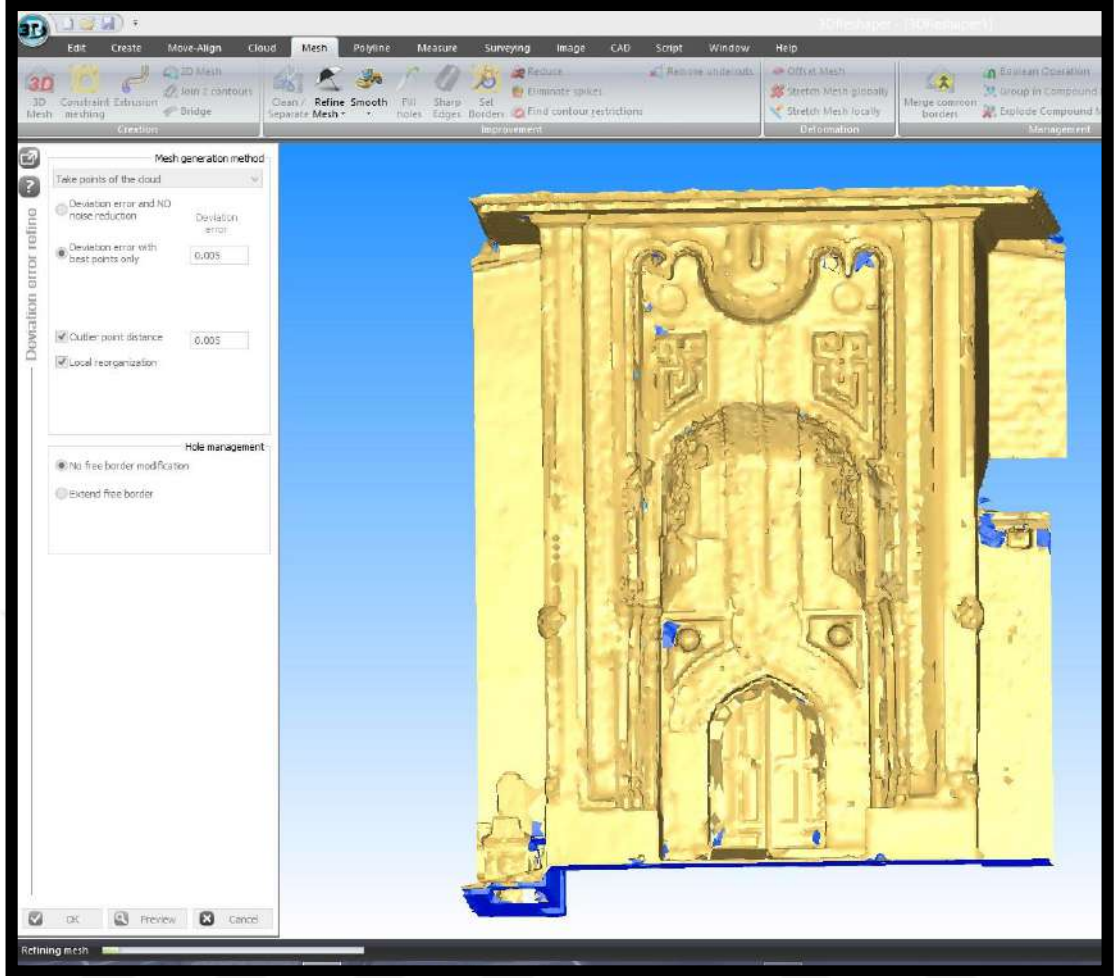 3DReshaper - [3DReshaper1]
Edit Create Move-Align Cloud Mesh Polyline Measure Surveying Image CAD Script Window Help
3D Mesh
Constraint meshing
Extrusion
2D Mesh
Join 2 contours
Bridge
Creation
Clean / Separate
Refine Mesh
Smooth
Fill holes
Sharp Edges
Set Borders
Reduce
Eliminate spikes
Find contour restrictions
Remove undercuts
Improvement
Offset Mesh
Stretch Mesh globally
Stretch Mesh locally
Deformation
Merge common borders
Boolean Operation
Group in Compound M
Explode Compound M
Management
Deviation error refine
Mesh generation method
Take points of the cloud
Deviation error and NO
noise reduction
Deviation
error
Deviation error with
best points only
0.005
Outlier point distance
0.005
Local reorganization
Hole management
No free border modification
Extend free border
OK Preview Cancel
Refining mesh